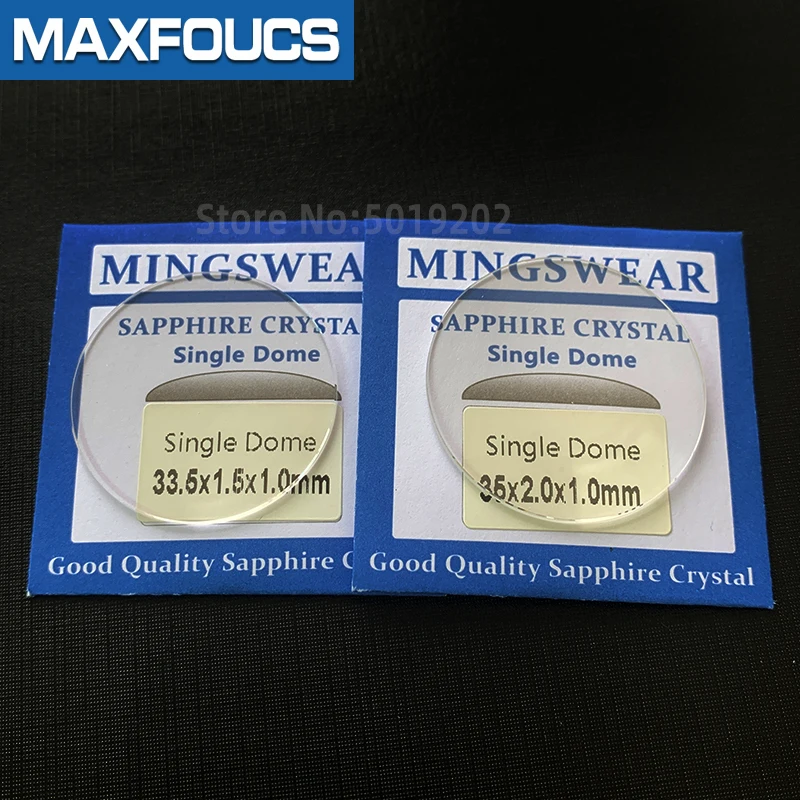 MAXFOUCS
Store No:5019202
MINGSWEAR
SAPPHIRE CRYSTA
Single Dome
Single Dome
33.5x1.5x1.0mm
Good Quality Sapphire C
MINGSWEAR
SAPPHIRE CRYSTAL
Single Dome
Single Dome
35x2.0x1.0mm
Good Quality Sapphire Crystal